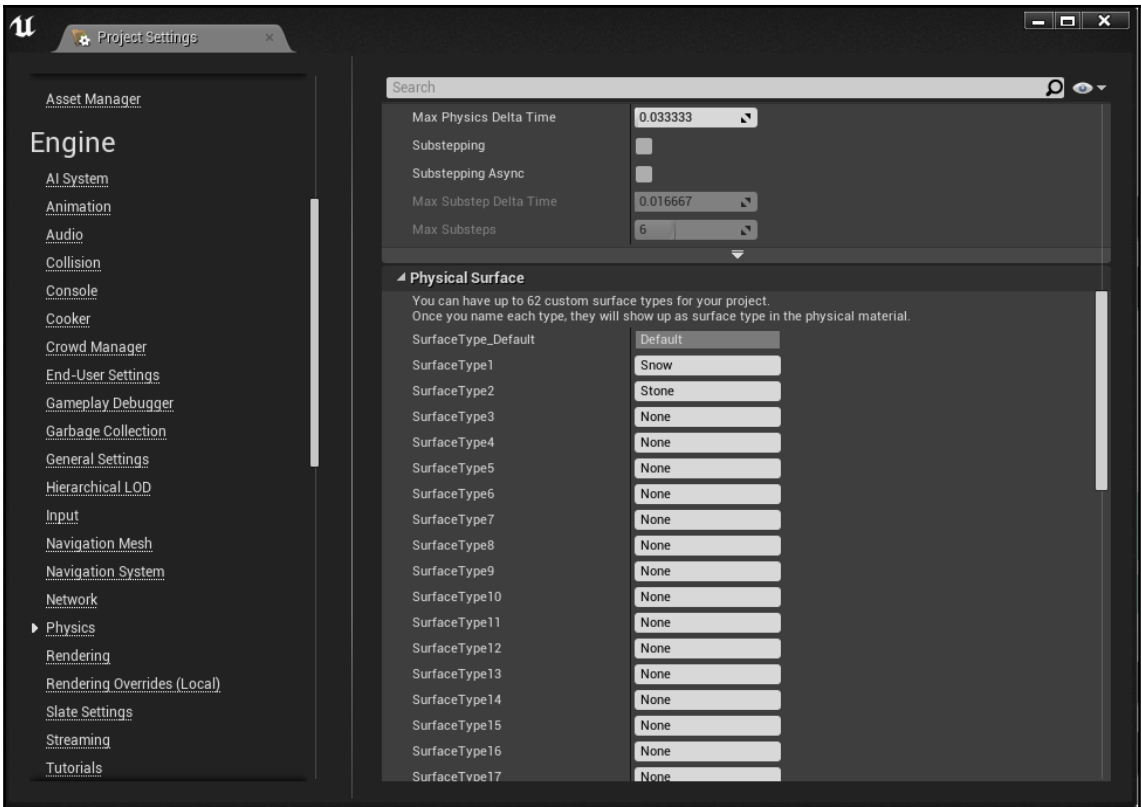 Project Settings
Asset Manager
Engine
AI System
Animation
Audio
Collision
Console
Cooker
Crowd Manager
End-User Settings
Gameplay Debugger
Garbage Collection
General Settings
Hierarchical LOD
Input
Navigation Mesh
Navigation System
Network
Physics
Rendering
Rendering Overrides (Local)
Slate Settings
Streaming
Tutorials
Search
Max Physics Delta Time 0.033333
Substepping
Substepping Async
Max Substep Delta Time 0.016667
Max Substeps 6
Physical Surface
You can have up to 62 custom surface types for your project.
Once you name each type, they will show up as surface type in the physical material.
SurfaceType_Default Default
SurfaceType1 Snow
SurfaceType2 Stone
SurfaceType3 None
SurfaceType4 None
SurfaceType5 None
SurfaceType6 None
SurfaceType7 None
SurfaceType8 None
SurfaceType9 None
SurfaceType10 None
SurfaceType11 None
SurfaceType12 None
SurfaceType13 None
SurfaceType14 None
SurfaceType15 None
SurfaceType16 None
SurfaceType17 None